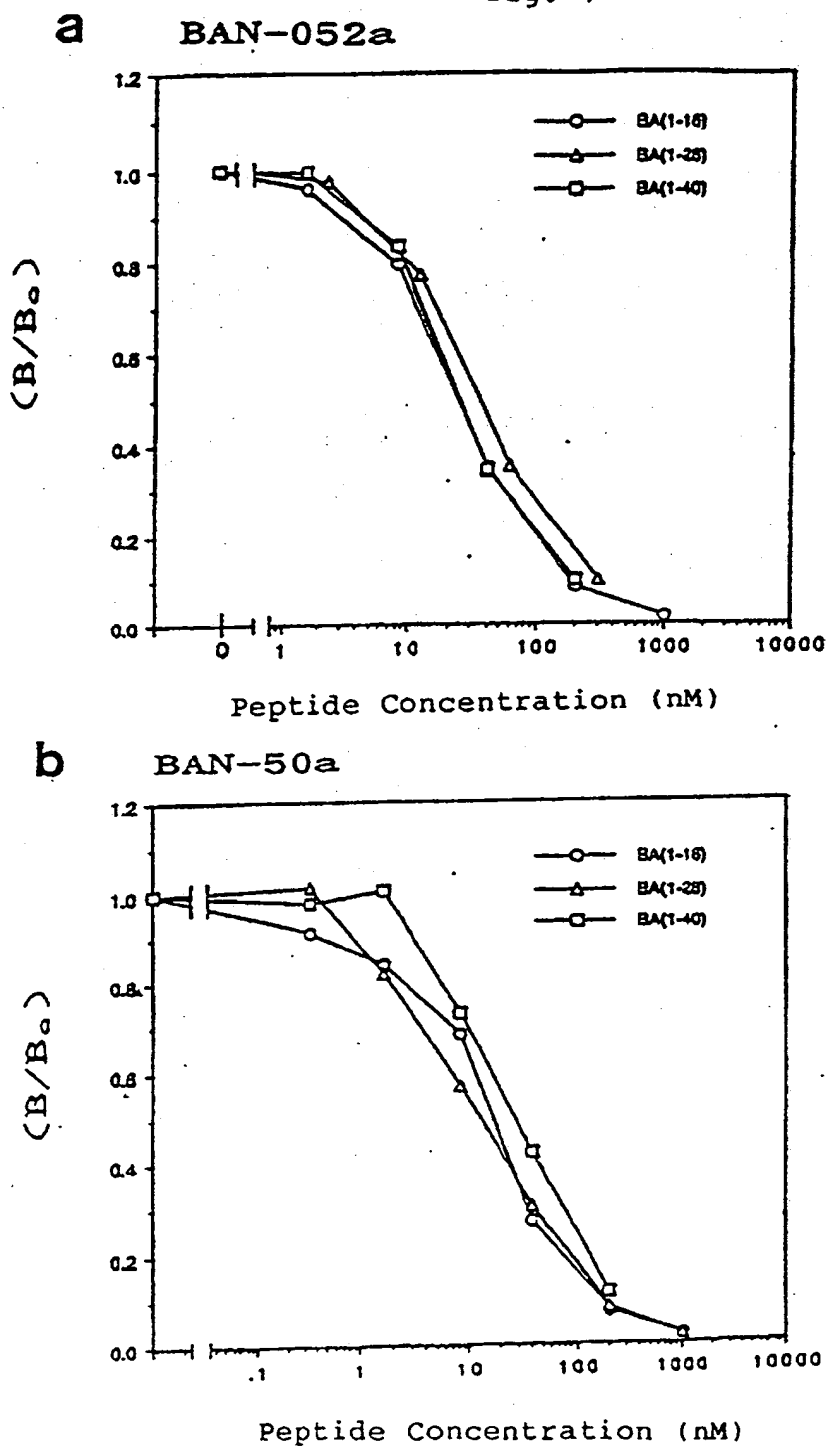 a BAN-052a
1.2
1.0
0.8
0.6
0.4
0.2
0.0
(B/B₀)
BA(1-16)
BA(1-28)
BA(1-40)
0 1 10 100 1000 10000
Peptide Concentration (nM)
b BAN-50a
1.2
1.0
0.8
0.6
0.4
0.2
0.0
(B/B₀)
BA(1-16)
BA(1-28)
BA(1-40)
.1 1 10 100 1000 10000
Peptide Concentration (nM)